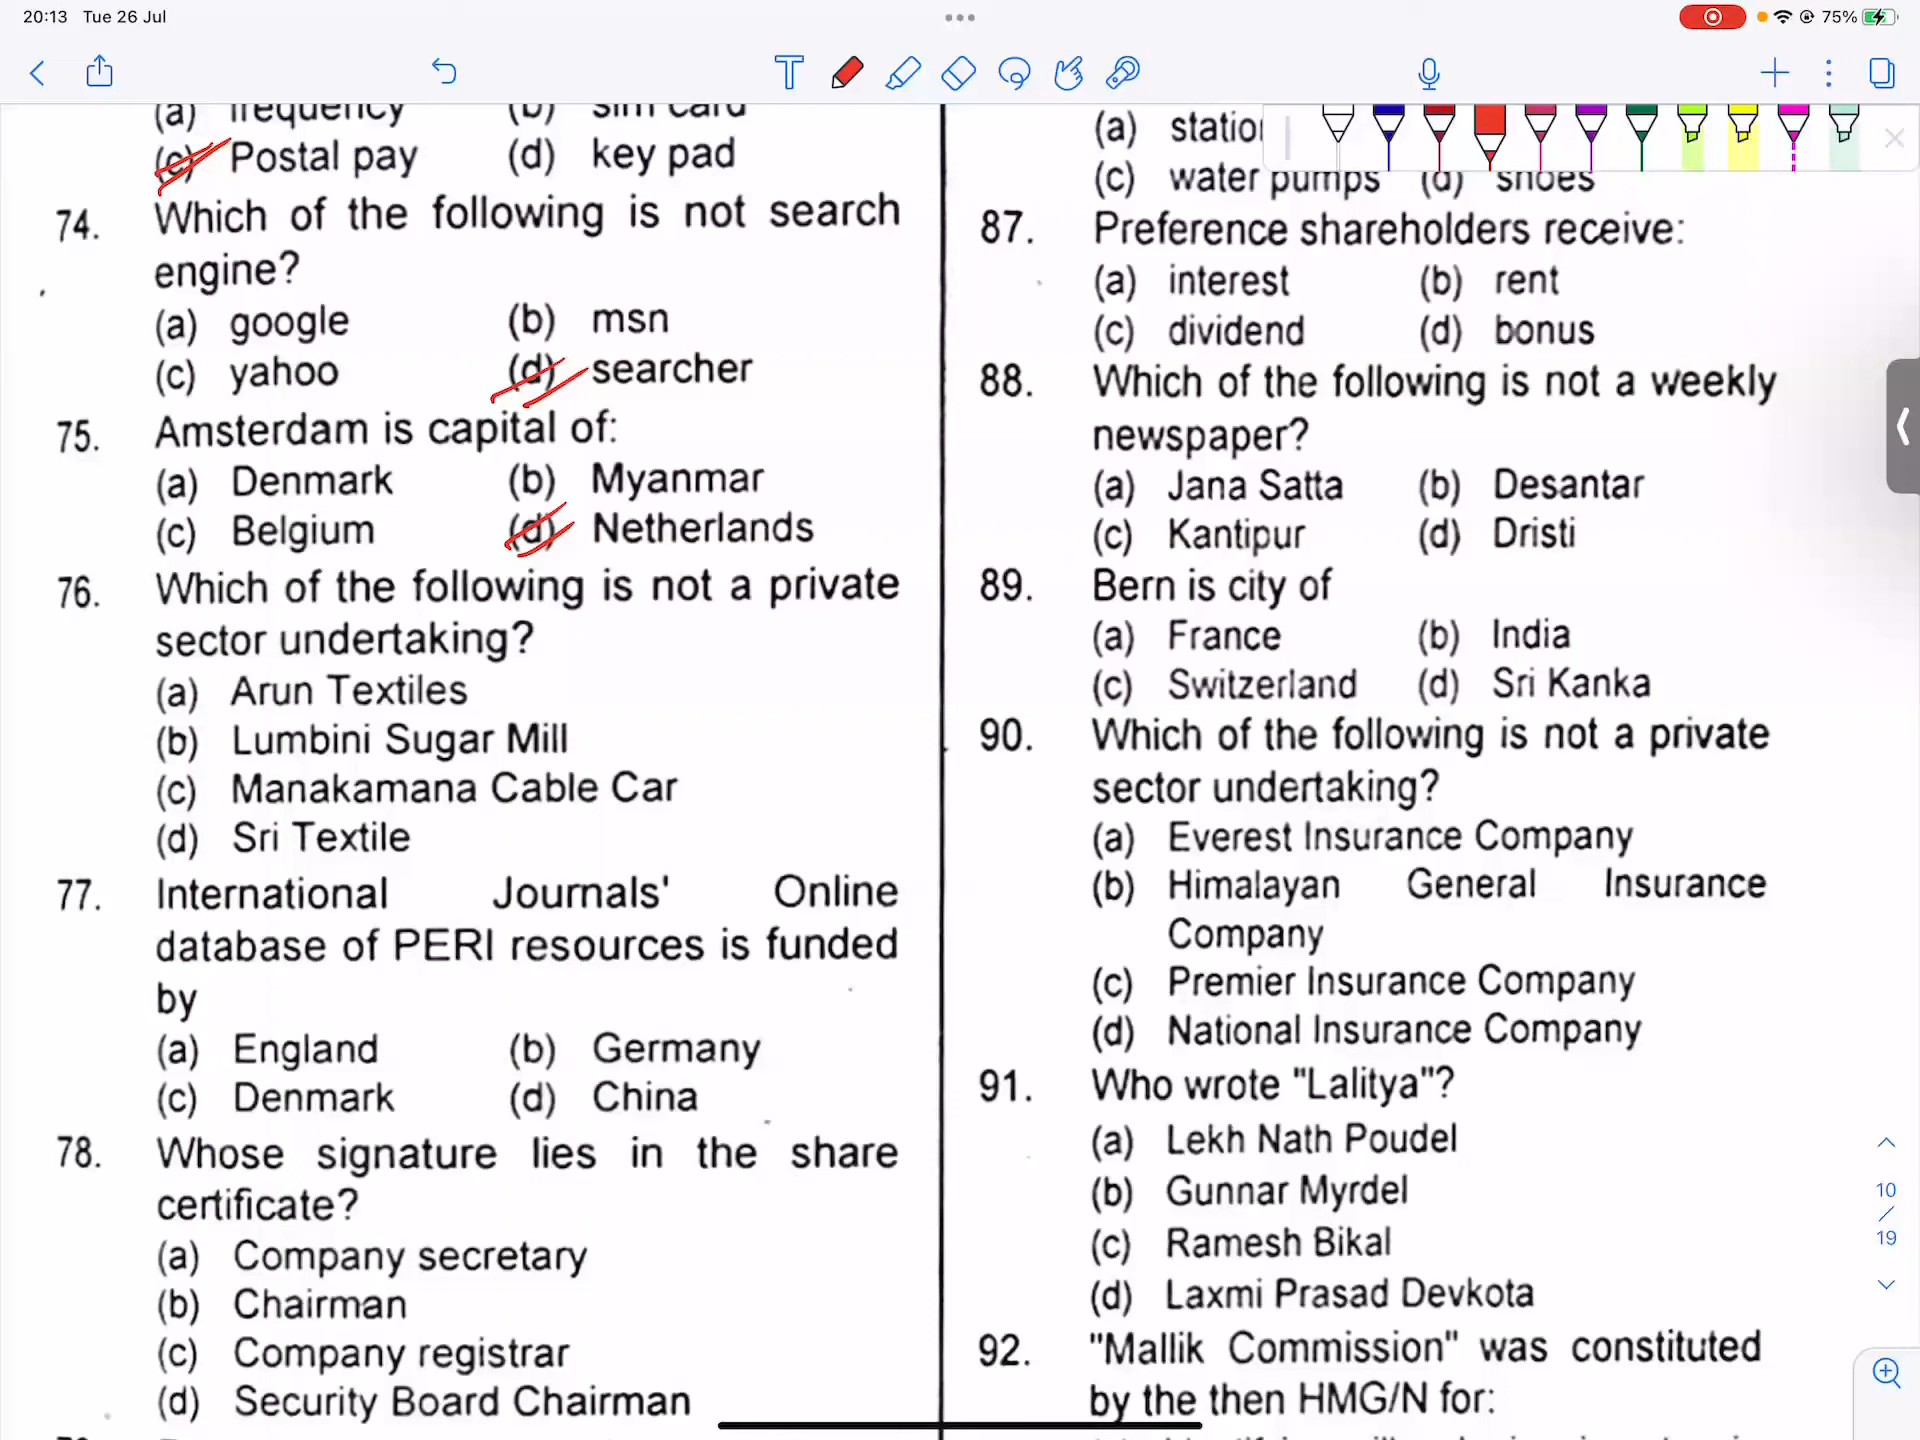 20:13 Tue 26 Jul
75%
(a) frequency (b) sim card
(c) Postal pay (d) key pad
74. Which of the following is not search
engine?
(a) google (b) msn
(c) yahoo (d) searcher
75. Amsterdam is capital of:
(a) Denmark (b) Myanmar
(c) Belgium (d) Netherlands
76. Which of the following is not a private
sector undertaking?
(a) Arun Textiles
(b) Lumbini Sugar Mill
(c) Manakamana Cable Car
(d) Sri Textile
77. International Journals' Online
database of PERI resources is funded
by
(a) England (b) Germany
(c) Denmark (d) China
78. Whose signature lies in the share
certificate?
(a) Company secretary
(b) Chairman
(c) Company registrar
(d) Security Board Chairman
(a)
(c) water pumps (d) shoes
87. Preference shareholders receive:
(a) interest (b) rent
(c) dividend (d) bonus
88. Which of the following is not a weekly
newspaper?
(a) Jana Satta (b) Desantar
(c) Kantipur (d) Dristi
89. Bern is city of
(a) France (b) India
(c) Switzerland (d) Sri Kanka
90. Which of the following is not a private
sector undertaking?
(a) Everest Insurance Company
(b) Himalayan General Insurance
Company
(c) Premier Insurance Company
(d) National Insurance Company
91. Who wrote "Lalitya"?
(a) Lekh Nath Poudel
(b) Gunnar Myrdel
(c) Ramesh Bikal
(d) Laxmi Prasad Devkota
92. "Mallik Commission" was constituted
by the then HMG/N for:
10
/
19